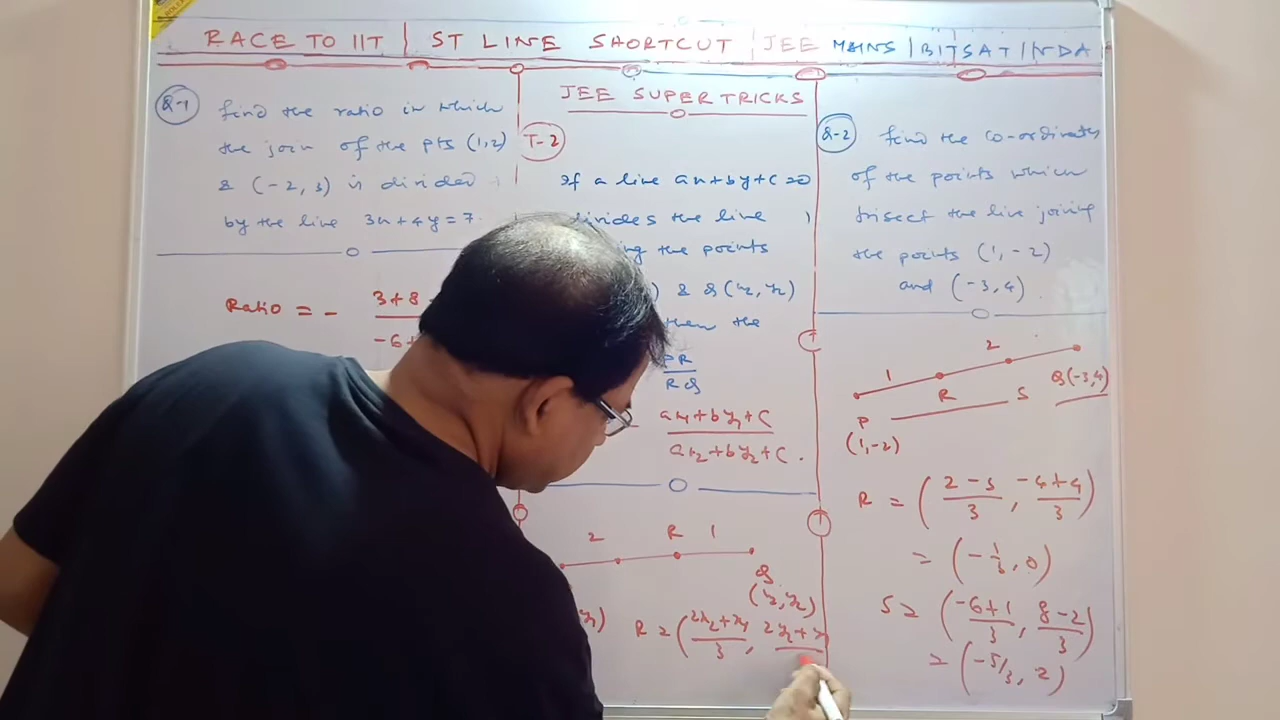 RACE TO IIT | ST LINE SHORTCUT | JEE MAINS | BITSAT | NDA
Q-1
find the ratio in which
the join of the pts (1,2)
& (-2, 3) is divided
by the line 3x+4y=7.
Ratio = - 3+8
-6+
JEE SUPER TRICKS
T-2
If a line ax+by+c=0
divides the line
the points
) & Q(x2, y2)
then the
PR
RQ
ax1+by1+c
ax2+by2+c.
2 R 1
Q
(x2, y2)
y1)
R = (2x2+x1/3, 2y2+y
Q-2
find the co-ordinates
of the points which
trisect the line joining
the points (1, -2)
and (-3, 4).
1 2
P R S Q(-3,4)
(1,-2)
R = (2-3/3, -4+4/3)
= (-1/3, 0)
S = (-6+1/3, 8-2/3)
= (-5/3, 2)